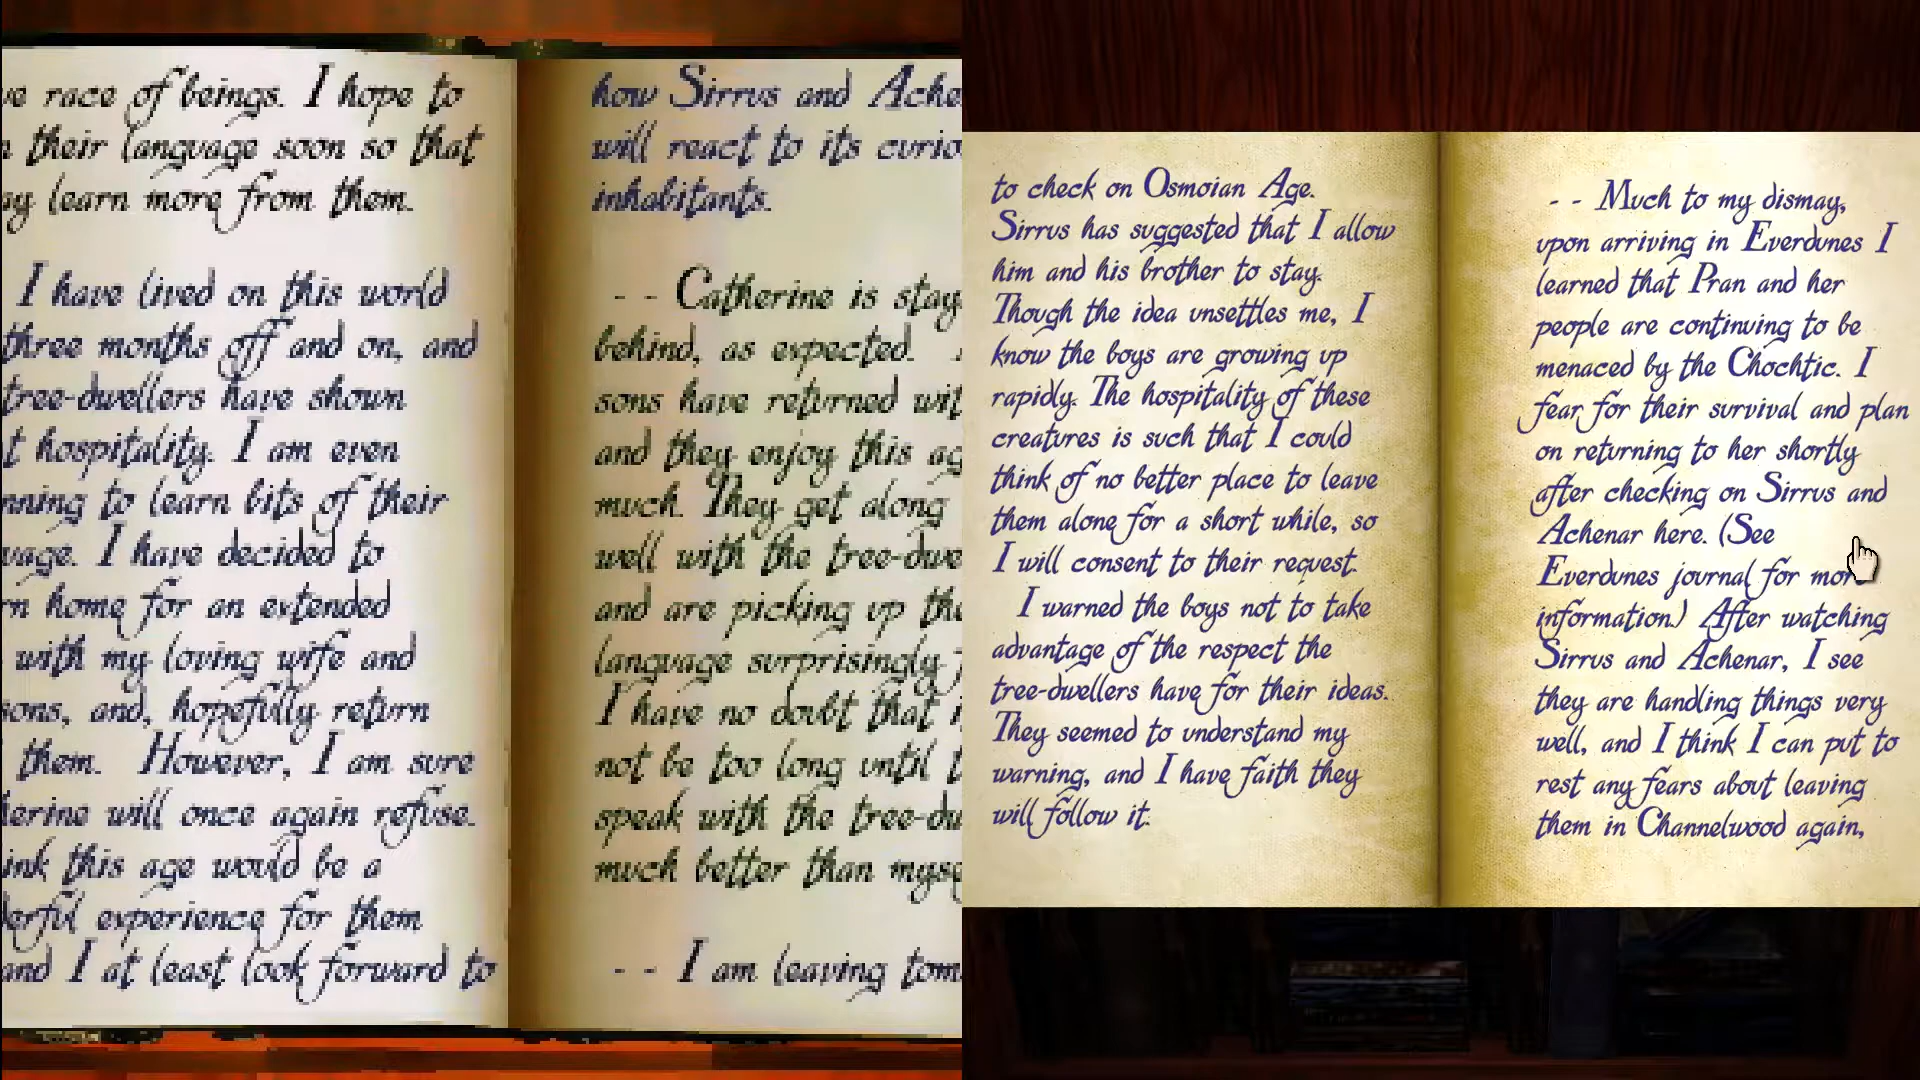 race of beings. I hope to
their language soon so that
learn more from them.
I have lived on this world
three months off and on, and
tree-dwellers have shown
hospitality. I am even
to learn bits of their
I have decided to
home for an extended
with my loving wife and
sons, and, hopefully return
them. However, I am sure
will once again refuse.
this age would be a
experience for them
and I at least look forward to
how Sirrus and
will react to its
inhabitants.
-- Catherine is
behind, as expected.
sons have returned
and they enjoy this
much. They get along
well with the
and are picking up
language surprisingly
I have no doubt that
not be too long until
speak with the
much better than
-- I am leaving
to check on Osmoian Age.
Sirrus has suggested that I allow
him and his brother to stay.
Though the idea unsettles me, I
know the boys are growing up
rapidly. The hospitality of these
creatures is such that I could
think of no better place to leave
them alone for a short while, so
I will consent to their request.
I warned the boys not to take
advantage of the respect the
tree-dwellers have for their ideas.
They seemed to understand my
warning, and I have faith they
will follow it.
-- Much to my dismay,
upon arriving in Everdunes I
learned that Pran and her
people are continuing to be
menaced by the Chochtic. I
fear for their survival and plan
on returning to her shortly
after checking on Sirrus and
Achenar here. (See
Everdunes journal for more
information.) After watching
Sirrus and Achenar, I see
they are handling things very
well, and I think I can put to
rest any fears about leaving
them in Channelwood again,